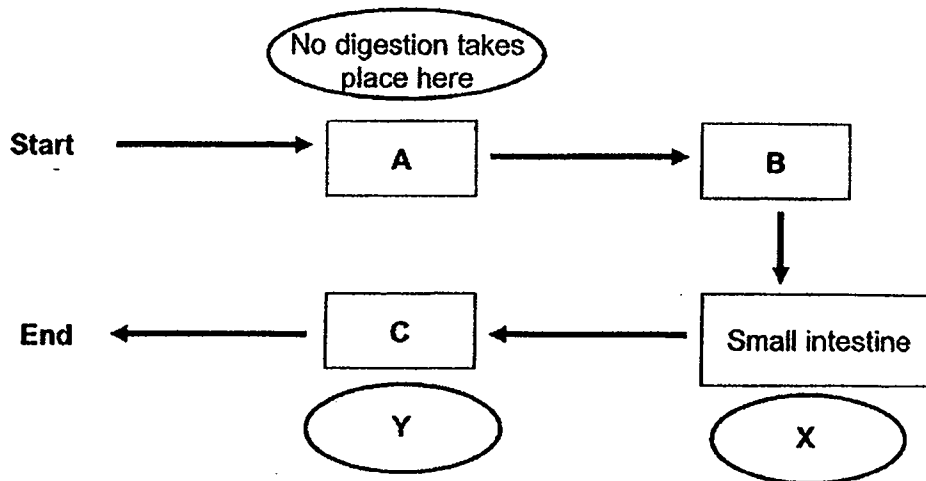 No digestion takes
place here
Start
A
B
End
C
Small intestine
Y
X